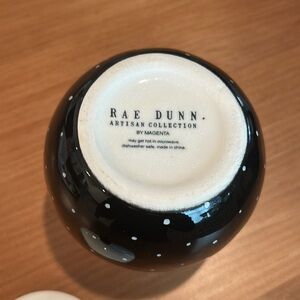 RAE DUNN.
ARTISAN COLLECTION
BY MAGENTA
may get hot in microwave.
dishwasher safe. made in china.